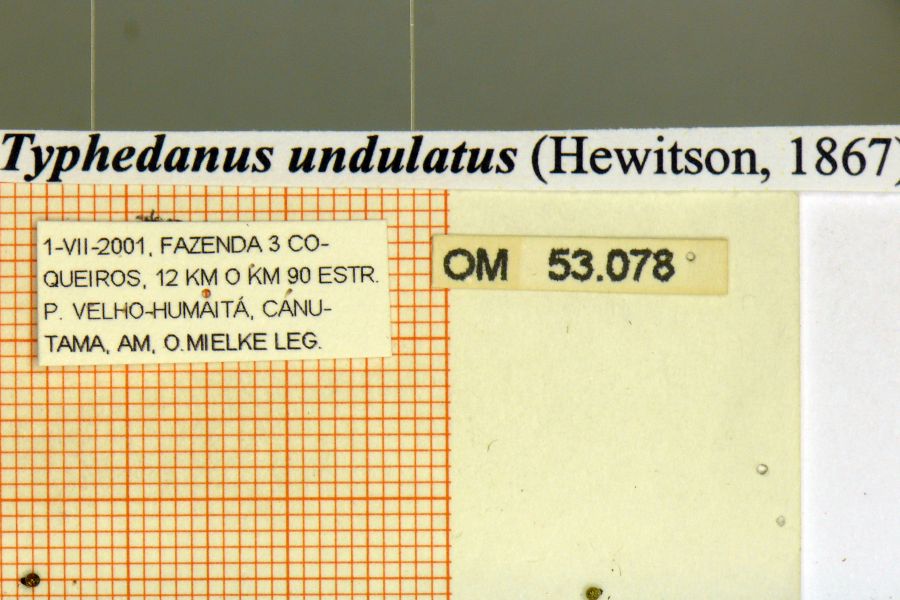 Typhedanus undulatus (Hewitson, 1867)
1-VII-2001, FAZENDA 3 CO-
QUEIROS, 12 KM O KM 90 ESTR.
P. VELHO-HUMAITÁ, CANU-
TAMA, AM, O.MIELKE LEG.
OM 53.078